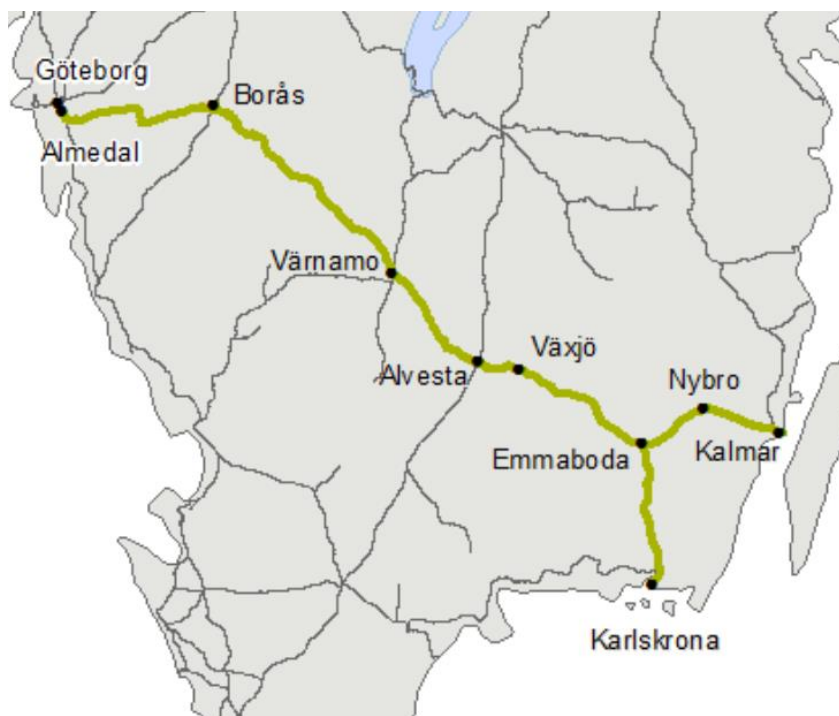 Göteborg
Borås
Almedal
Värnamo
Växjö
Alvesta
Nybro
Emmaboda
Kalmar
Karlskrona